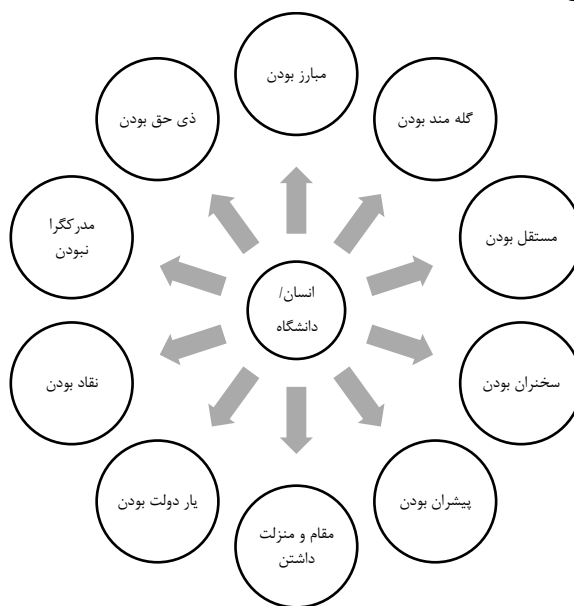 مبارز بودن
گله مند بودن
مستقل بودن
سخنران بودن
پیشران بودن
مقام و منزلت
داشتن
یار دولت بودن
نقاد بودن
مدرکگرا
نبودن
ذی حق بودن
انسان/
دانشگاه